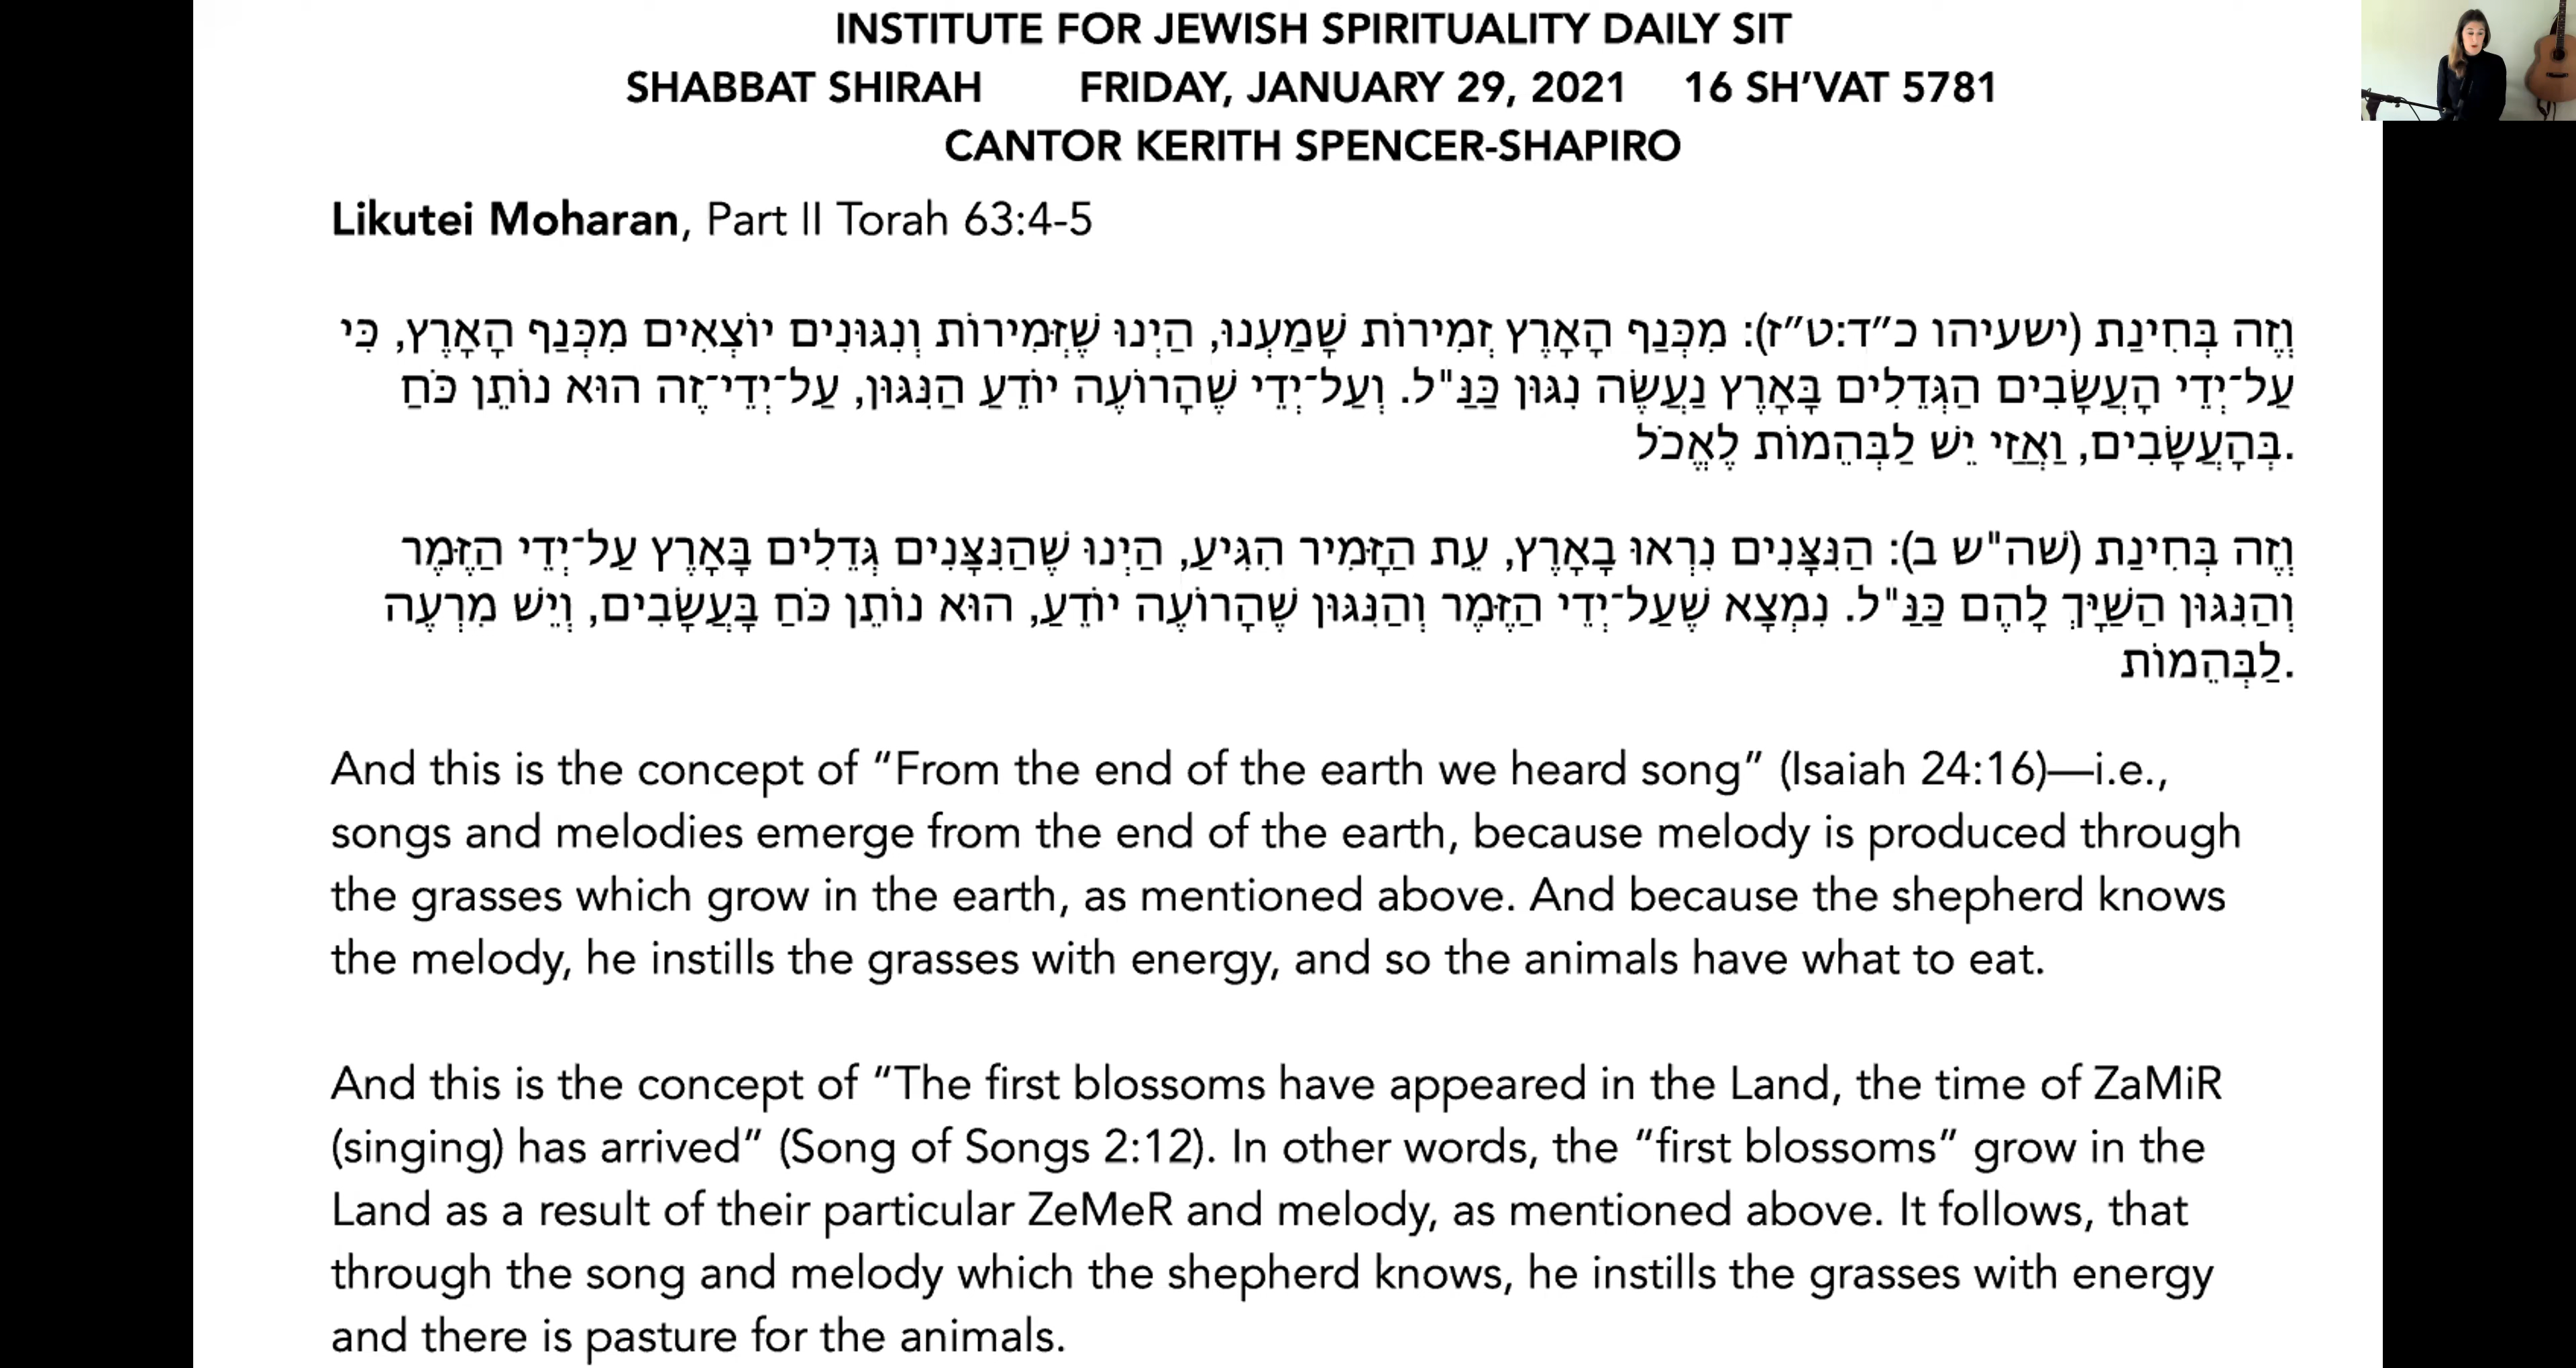 INSTITUTE FOR JEWISH SPIRITUALITY DAILY SIT
SHABBAT SHIRAH FRIDAY, JANUARY 29, 2021 16 SH’VAT 5781
CANTOR KERITH SPENCER-SHAPIRO
Likutei Moharan, Part II Torah 63:4-5
וְזֶה בְּחִינַת (ישעיהו כ״ד:ט״ז): מִכְּנַף הָאָרֶץ זְמִירוֹת שָׁמַעְנוּ, הַיְנוּ שֶׁזְּמִירוֹת וְנִגּוּנִים יוֹצְאִים מִכְּנַף הָאָרֶץ, כִּי
עַל־יְדֵי הָעֲשָׂבִים הַגְּדֵלִים בָּאָרֶץ נַעֲשֶׂה נִגּוּן כַּנַּ"ל. וְעַל־יְדֵי שֶׁהָרוֹעֶה יוֹדֵעַ הַנִּגּוּן, עַל־יְדֵי־זֶה הוּא נוֹתֵן כֹּחַ
.בְּהָעֲשָׂבִים, וַאֲזַי יֵשׁ לַבְּהֵמוֹת לֶאֱכֹל
וְזֶה בְּחִינַת (שה"ש ב): הַנִּצָּנִים נִרְאוּ בָאָרֶץ, עֵת הַזָּמִיר הִגִּיעַ, הַיְנוּ שֶׁהַנִּצָּנִים גְּדֵלִים בָּאָרֶץ עַל־יְדֵי הַזֶּמֶר
וְהַנִּגּוּן הַשַּׁיָּךְ לָהֶם כַּנַּ"ל. נִמְצָא שֶׁעַל־יְדֵי הַזֶּמֶר וְהַנִּגּוּן שֶׁהָרוֹעֶה יוֹדֵעַ, הוּא נוֹתֵן כֹּחַ בָּעֲשָׂבִים, וְיֵשׁ מִרְעֶה
.לַבְּהֵמוֹת
And this is the concept of “From the end of the earth we heard song” (Isaiah 24:16)—i.e.,
songs and melodies emerge from the end of the earth, because melody is produced through
the grasses which grow in the earth, as mentioned above. And because the shepherd knows
the melody, he instills the grasses with energy, and so the animals have what to eat.
And this is the concept of “The first blossoms have appeared in the Land, the time of ZaMiR
(singing) has arrived” (Song of Songs 2:12). In other words, the “first blossoms” grow in the
Land as a result of their particular ZeMeR and melody, as mentioned above. It follows, that
through the song and melody which the shepherd knows, he instills the grasses with energy
and there is pasture for the animals.